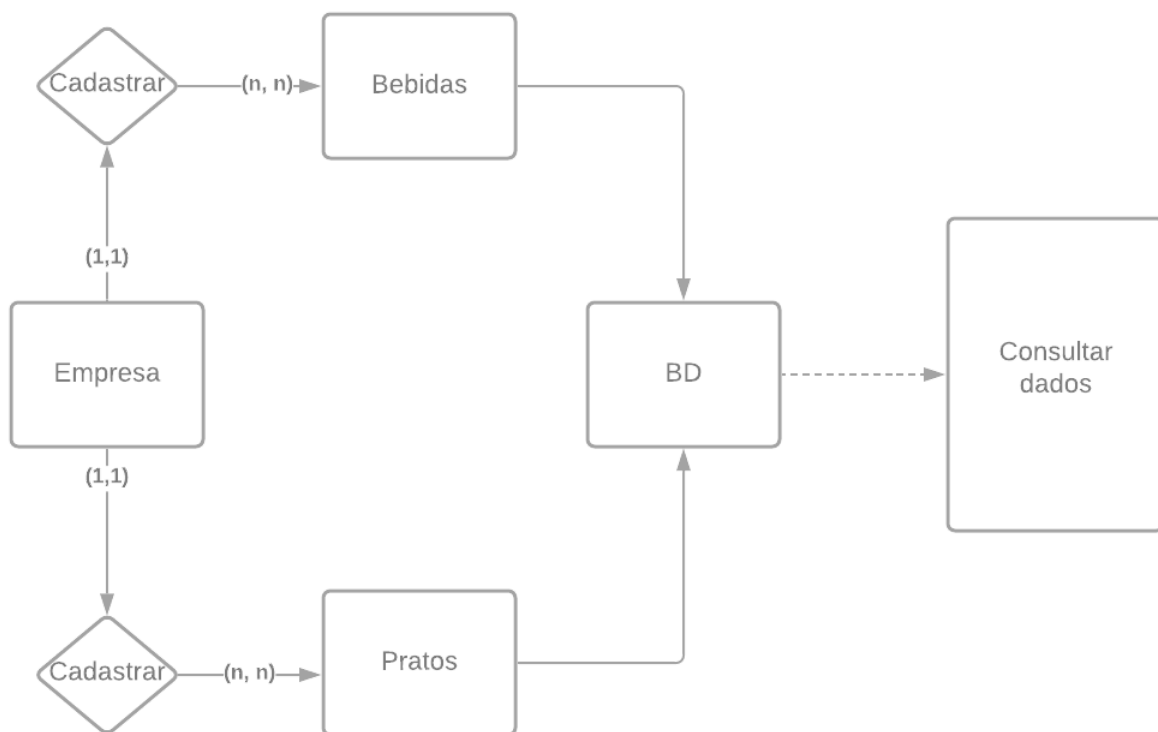 Cadastrar
(n, n)
Bebidas
(1,1)
Empresa
BD
Consultar
dados
(1,1)
Cadastrar
(n, n)
Pratos